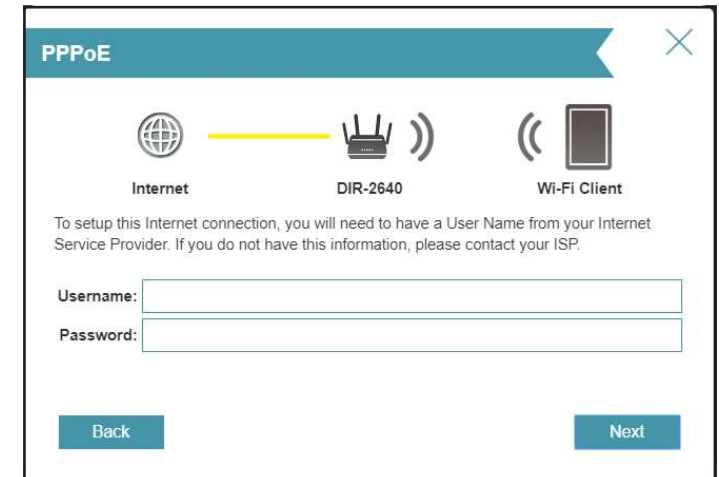 PPPoE
Internet
DIR-2640
Wi-Fi Client
To setup this Internet connection, you will need to have a User Name from your Internet
Service Provider. If you do not have this information, please contact your ISP.
Username:
Password:
Back
Next